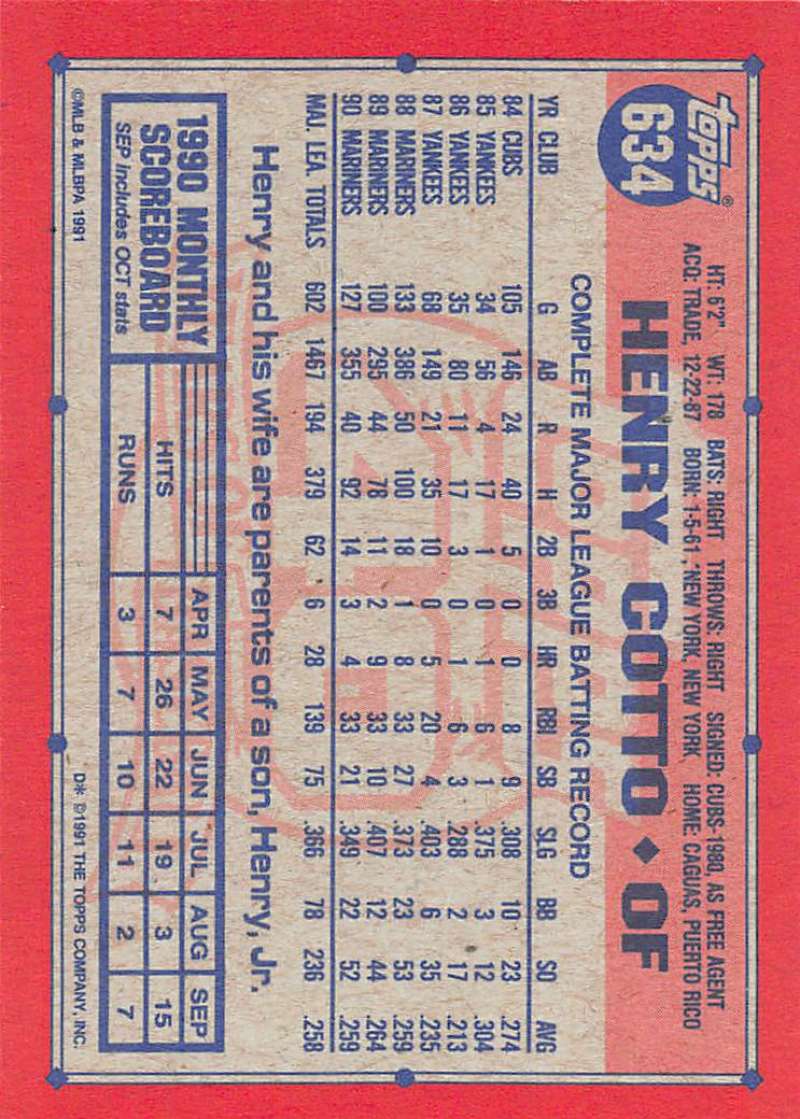 topps®
634
HT: 6'2" WT: 178 BATS: RIGHT THROWS: RIGHT SIGNED: CUBS-1980, AS FREE AGENT
ACQ: TRADE, 12-22-87 BORN: 1-5-61, NEW YORK, NEW YORK HOME: CAGUAS, PUERTO RICO
HENRY COTTO ♦ OF
COMPLETE MAJOR LEAGUE BATTING RECORD
YR CLUB G AB R H 2B 3B HR RBI SB SLG BB SO AVG
84 CUBS 105 146 24 40 5 0 0 8 9 .308 10 23 .274
85 YANKEES 34 56 4 17 1 0 1 6 1 .375 3 12 .304
86 YANKEES 35 80 11 17 3 0 1 6 3 .288 2 17 .213
87 YANKEES 68 149 21 35 10 0 5 20 4 .403 6 35 .235
88 MARINERS 133 386 50 100 18 1 8 33 27 .373 23 53 .259
89 MARINERS 100 295 44 78 11 2 9 33 10 .407 12 44 .264
90 MARINERS 127 355 40 92 14 3 4 33 21 .349 22 52 .259
MAJ. LEA. TOTALS 602 1467 194 379 62 6 28 139 75 .366 78 236 .258
Henry and his wife are parents of a son, Henry, Jr.
1990 MONTHLY
SCOREBOARD
SEP Includes OCT stats
APR MAY JUN JUL AUG SEP
HITS 7 26 22 19 3 15
RUNS 3 7 10 11 2 7
©MLB & MLBPA 1991
D* ©1991 THE TOPPS COMPANY, INC.